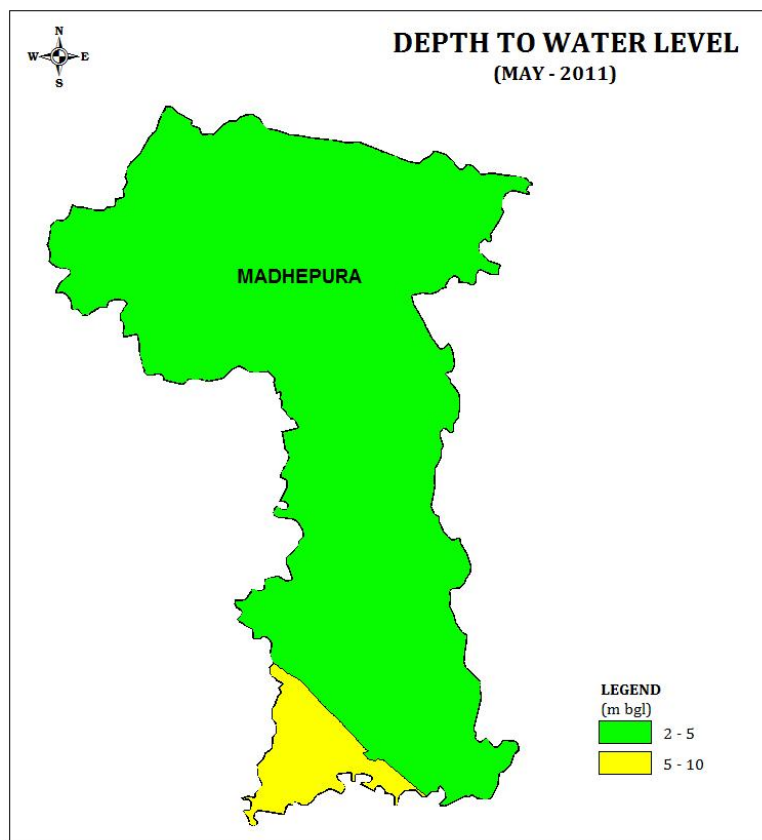 N
W E
S
DEPTH TO WATER LEVEL
(MAY - 2011)
MADHEPURA
LEGEND
(m bgl)
2 - 5
5 - 10